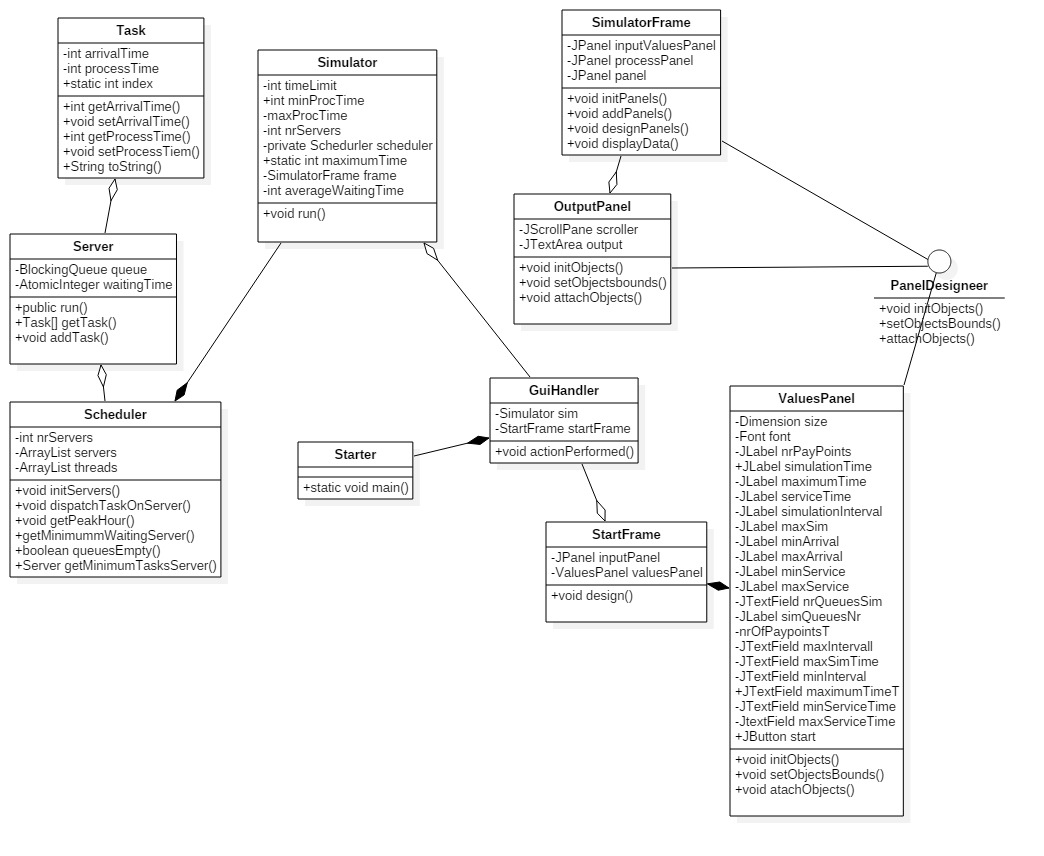 Task
-int arrivalTime
-int processTime
+static int index
+int getArrivalTime()
+void setArrivalTime()
+int getProcessTime()
+void setProcessTiem()
+String toString()
Simulator
-int timeLimit
+int minProcTime
-maxProcTime
-int nrServers
-private Schedurler scheduler
+static int maximumTime
-SimulatorFrame frame
-int averageWaitingTime
+void run()
SimulatorFrame
-JPanel inputValuesPanel
-JPanel processPanel
-JPanel panel
+void initPanels()
+void addPanels()
+void designPanels()
+void displayData()
OutputPanel
-JScrollPane scroller
-JTextArea output
+void initObjects()
+void setObjectsbounds()
+void attachObjects()
PanelDesigneer
+void initObjects()
+setObjectsBounds()
+attachObjects()
Server
-BlockingQueue queue
-AtomicInteger waitingTime
+public run()
+Task[] getTask()
+void addTask()
Scheduler
-int nrServers
-ArrayList servers
-ArrayList threads
+void initServers()
+void dispatchTaskOnServer()
+void getPeakHour()
+getMinimummWaitingServer()
+boolean queuesEmpty()
+Server getMinimumTasksServer()
Starter
+static void main()
GuiHandler
-Simulator sim
-StartFrame startFrame
+void actionPerformed()
StartFrame
-JPanel inputPanel
-ValuesPanel valuesPanel
+void design()
ValuesPanel
-Dimension size
-Font font
-JLabel nrPayPoints
+JLabel simulationTime
-JLabel maximumTime
-JLabel serviceTime
-JLabel simulationInterval
-JLabel maxSim
-JLabel minArrival
-JLabel maxArrival
-JLabel minService
-JLabel maxService
-JTextField nrQueuesSim
-JLabel simQueuesNr
-nrOfPaypointsT
-JTextField maxIntervall
-JTextField maxSimTime
-JTextField minInterval
+JTextField maximumTimeT
-JTextField minServiceTime
-JtextField maxServiceTime
+JButton start
+void initObjects()
+void setObjectsBounds()
+void atachObjects()